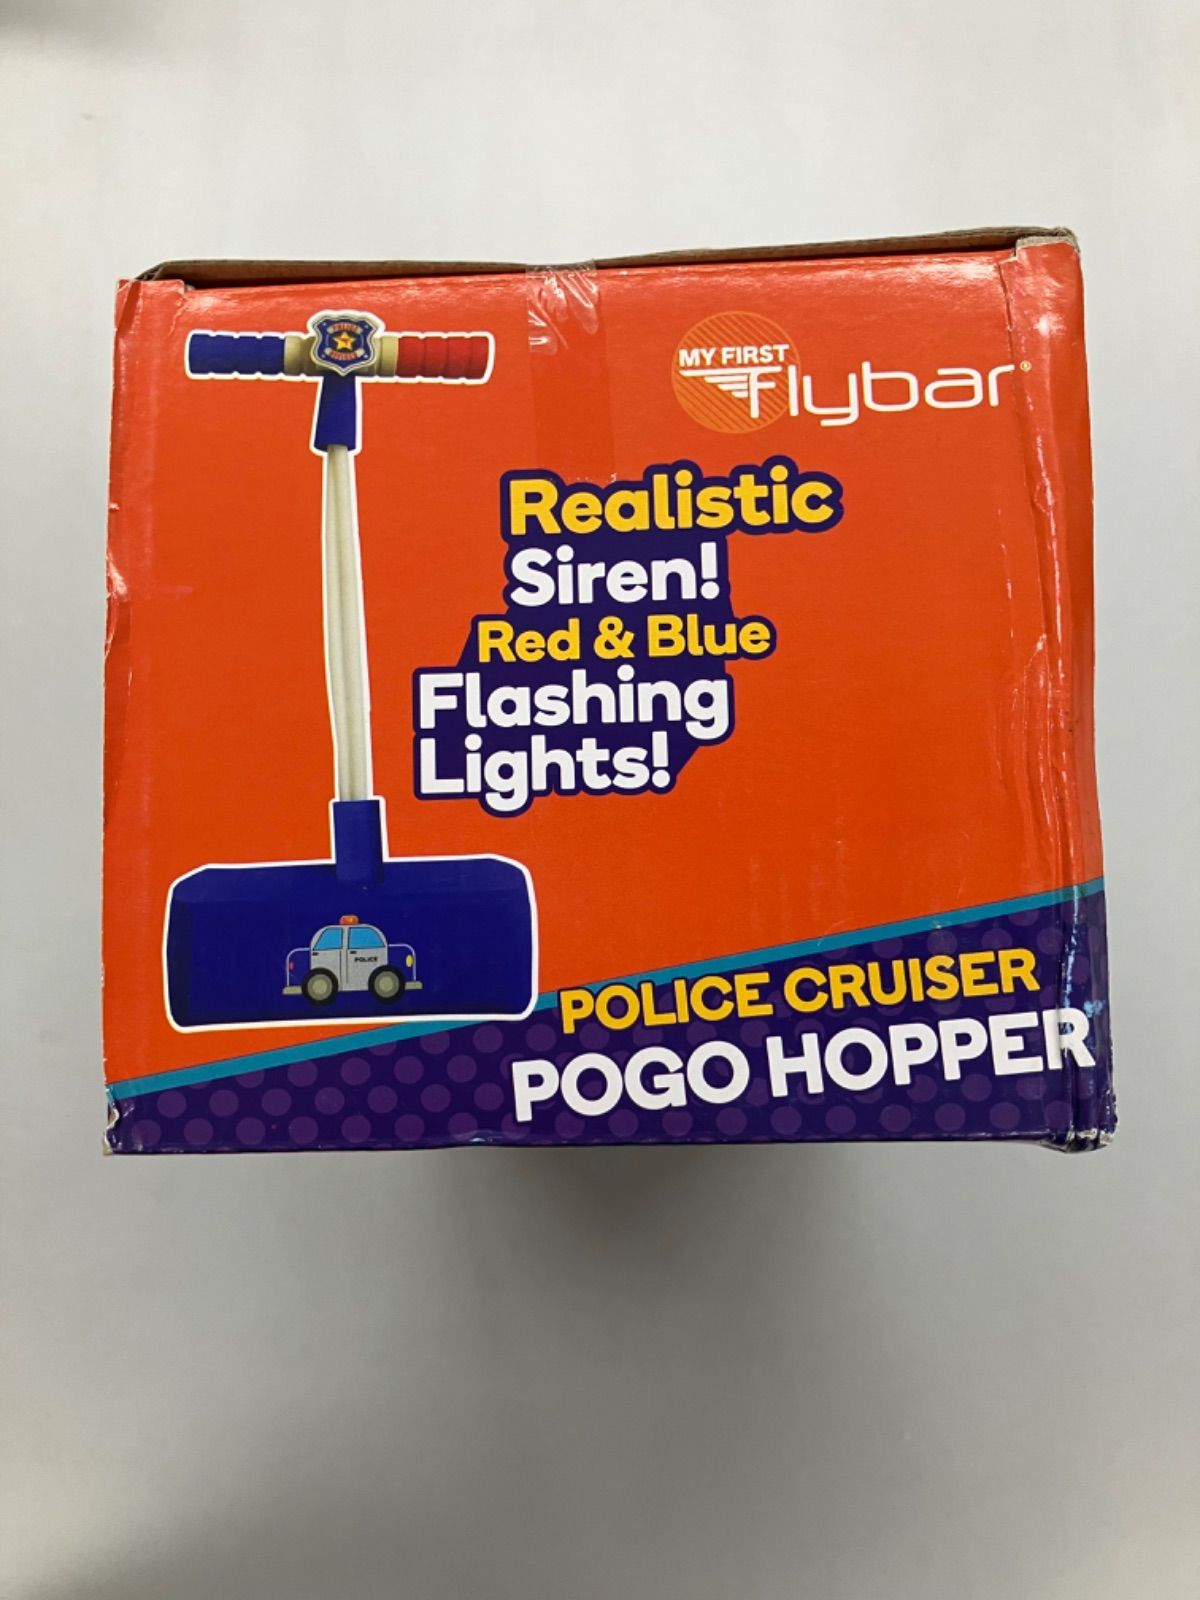 MY FIRST
flybar®
Realistic
Siren!
Red & Blue
Flashing
Lights!
POLICE
POLICE CRUISER
POGO HOPPER